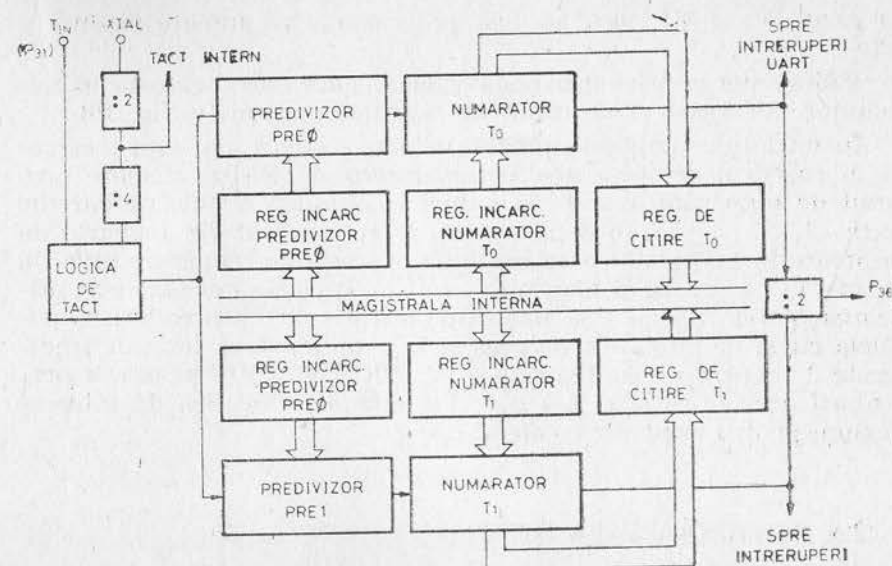 T_IN XTAL
(P31)
TACT INTERN
SPRE
INTRERUPERI
UART
: 2
: 4
PREDIVIZOR
PREØ
NUMARATOR
T0
REG INCARC
PREDIVIZOR
PREØ
REG. INCARC.
NUMARATOR
T0
REG. DE
CITIRE T0
LOGICA
DE
TACT
MAGISTRALA INTERNA
: 2
P36
REG INCARC
PREDIVIZOR
PREØ
REG INCARC
NUMARATOR
T1
REG DE
CITIRE T1
PREDIVIZOR
PRE1
NUMARATOR
T1
SPRE
INTRERUPERI